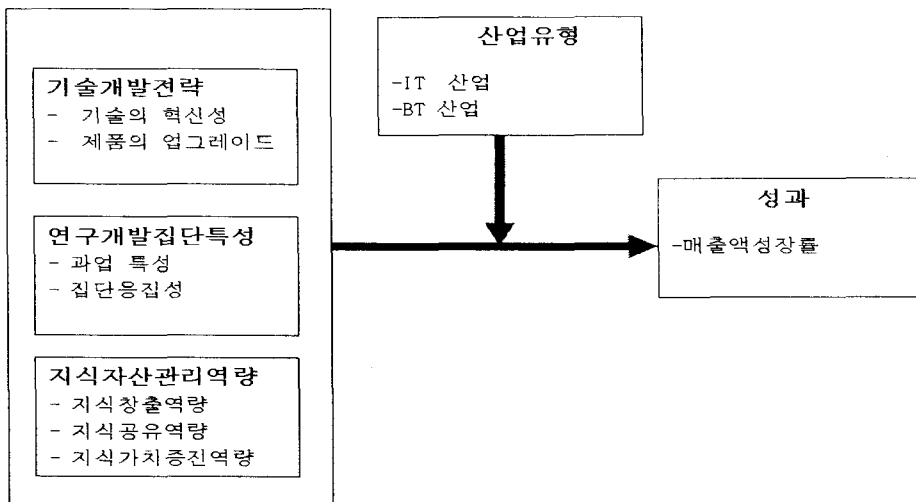 기술개발전략
- 기술의 혁신성
- 제품의 업그레이드
연구개발집단특성
- 과업 특성
- 집단응집성
지식자산관리역량
- 지식창출역량
- 지식공유역량
- 지식가치증진역량
산업유형
-IT 산업
-BT 산업
성과
-매출액성장률